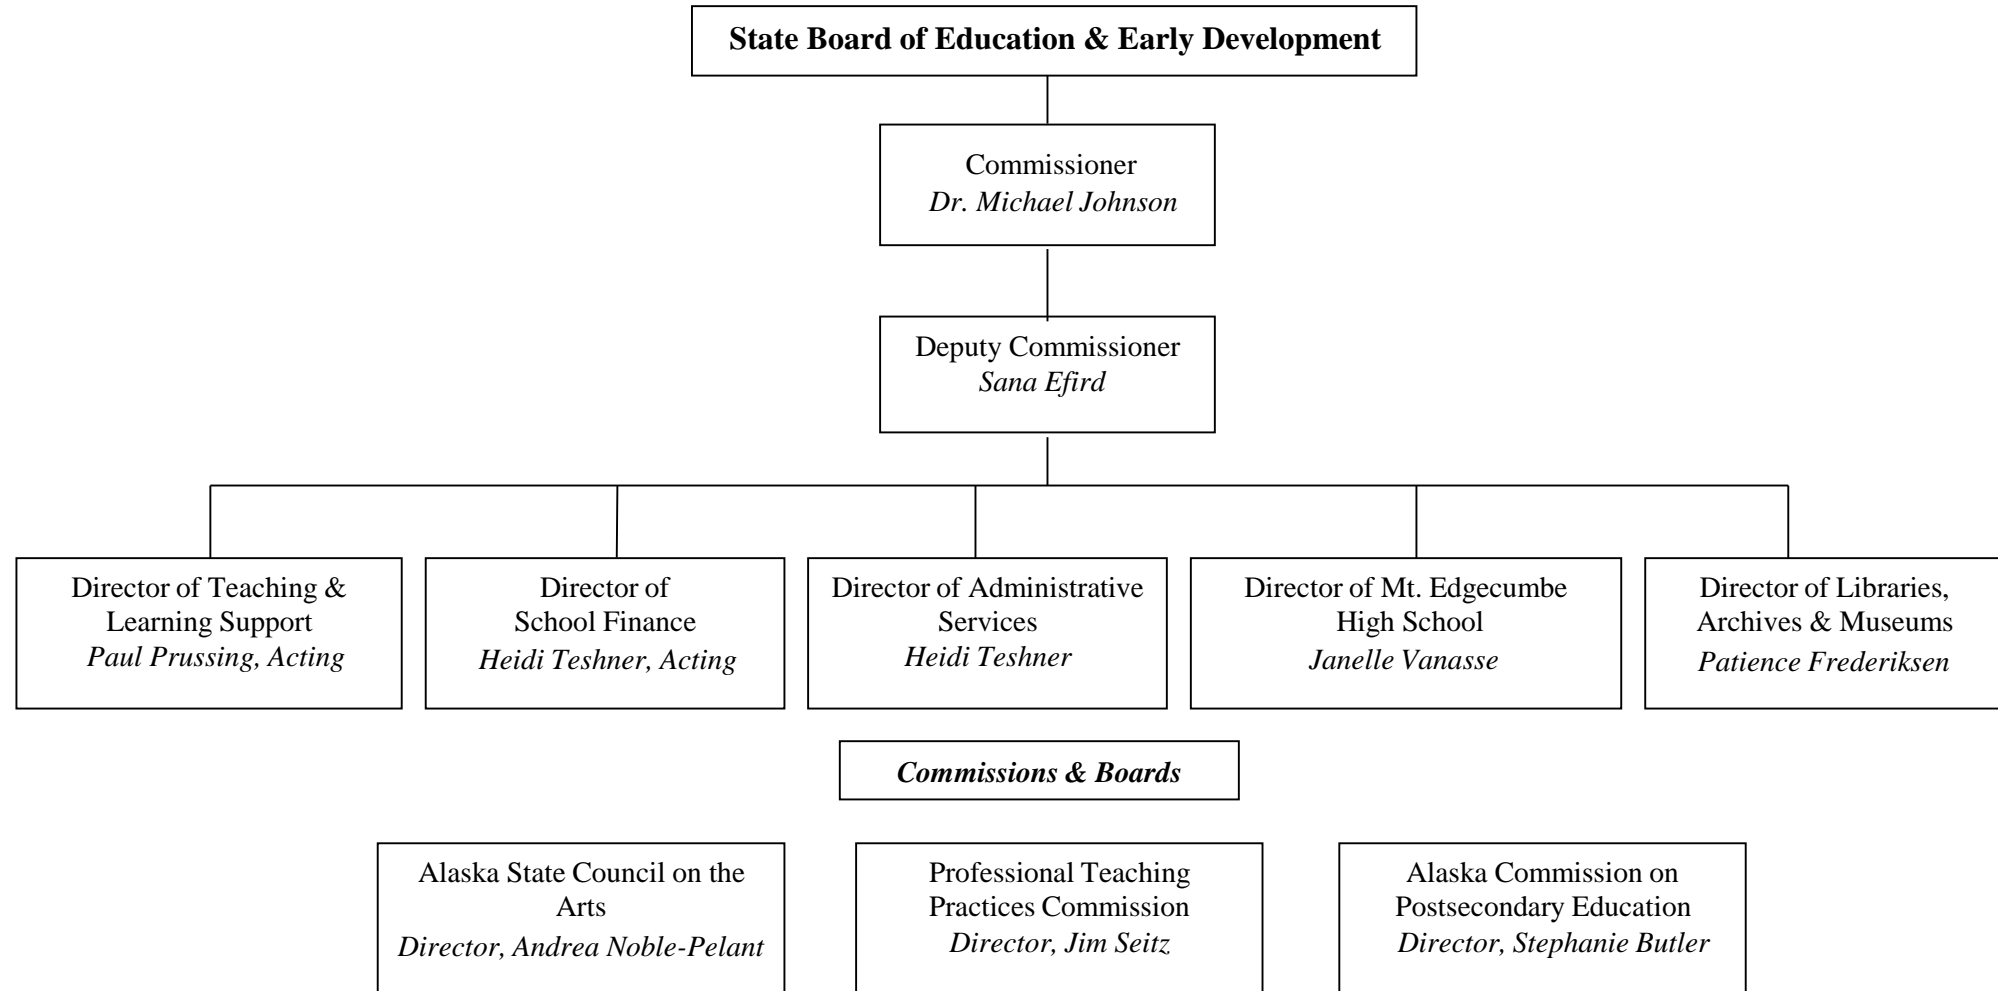 State Board of Education & Early Development
Commissioner
Dr. Michael Johnson
Deputy Commissioner
Sana Efird
Director of Teaching &
Learning Support
Paul Prussing, Acting
Director of
School Finance
Heidi Teshner, Acting
Director of Administrative
Services
Heidi Teshner
Director of Mt. Edgecumbe
High School
Janelle Vanasse
Director of Libraries,
Archives & Museums
Patience Frederiksen
Commissions & Boards
Alaska State Council on the
Arts
Director, Andrea Noble-Pelant
Professional Teaching
Practices Commission
Director, Jim Seitz
Alaska Commission on
Postsecondary Education
Director, Stephanie Butler